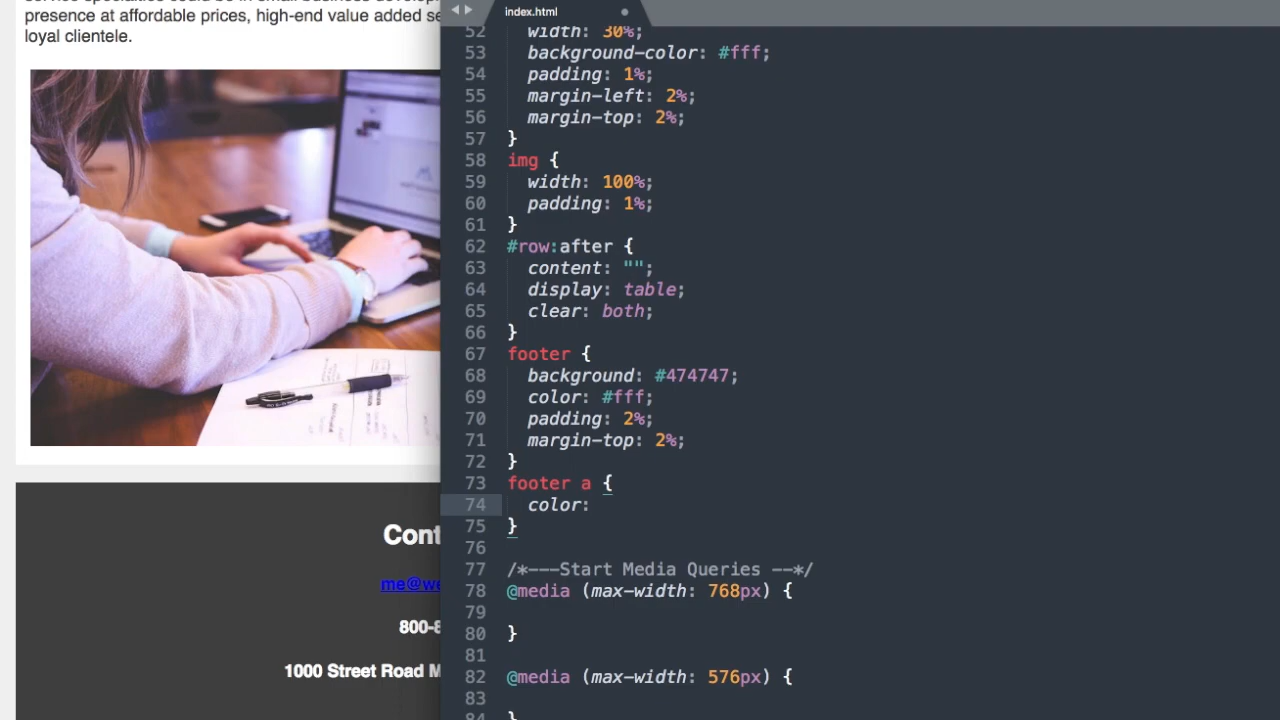 presence at affordable prices, high-end value added
loyal clientele.
me@we
800-8
1000 Street Road M
index.html
52 width: 30%;
53 background-color: #fff;
54 padding: 1%;
55 margin-left: 2%;
56 margin-top: 2%;
57 }
58 img {
59 width: 100%;
60 padding: 1%;
61 }
62 #row:after {
63 content: "";
64 display: table;
65 clear: both;
66 }
67 footer {
68 background: #474747;
69 color: #fff;
70 padding: 2%;
71 margin-top: 2%;
72 }
73 footer a {
74 color:
75 }
76
77 /*---Start Media Queries --*/
78 @media (max-width: 768px) {
79
80 }
81
82 @media (max-width: 576px) {
83
84 }